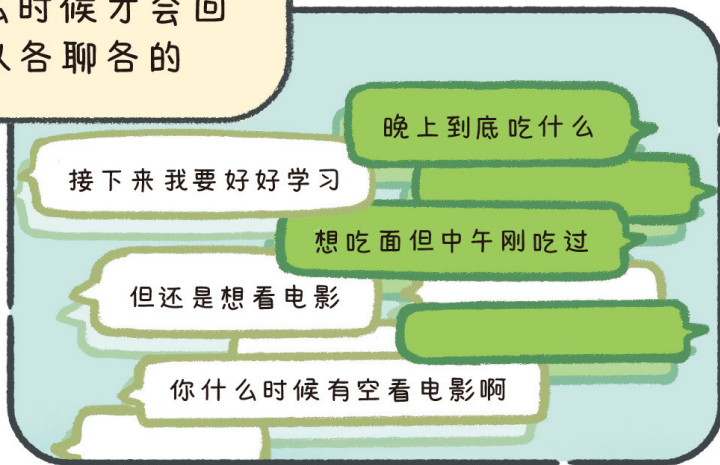 么时候才会回
以各聊各的
晚上到底吃什么
接下来我要好好学习
想吃面但中午刚吃过
但还是想看电影
你什么时候有空看电影啊